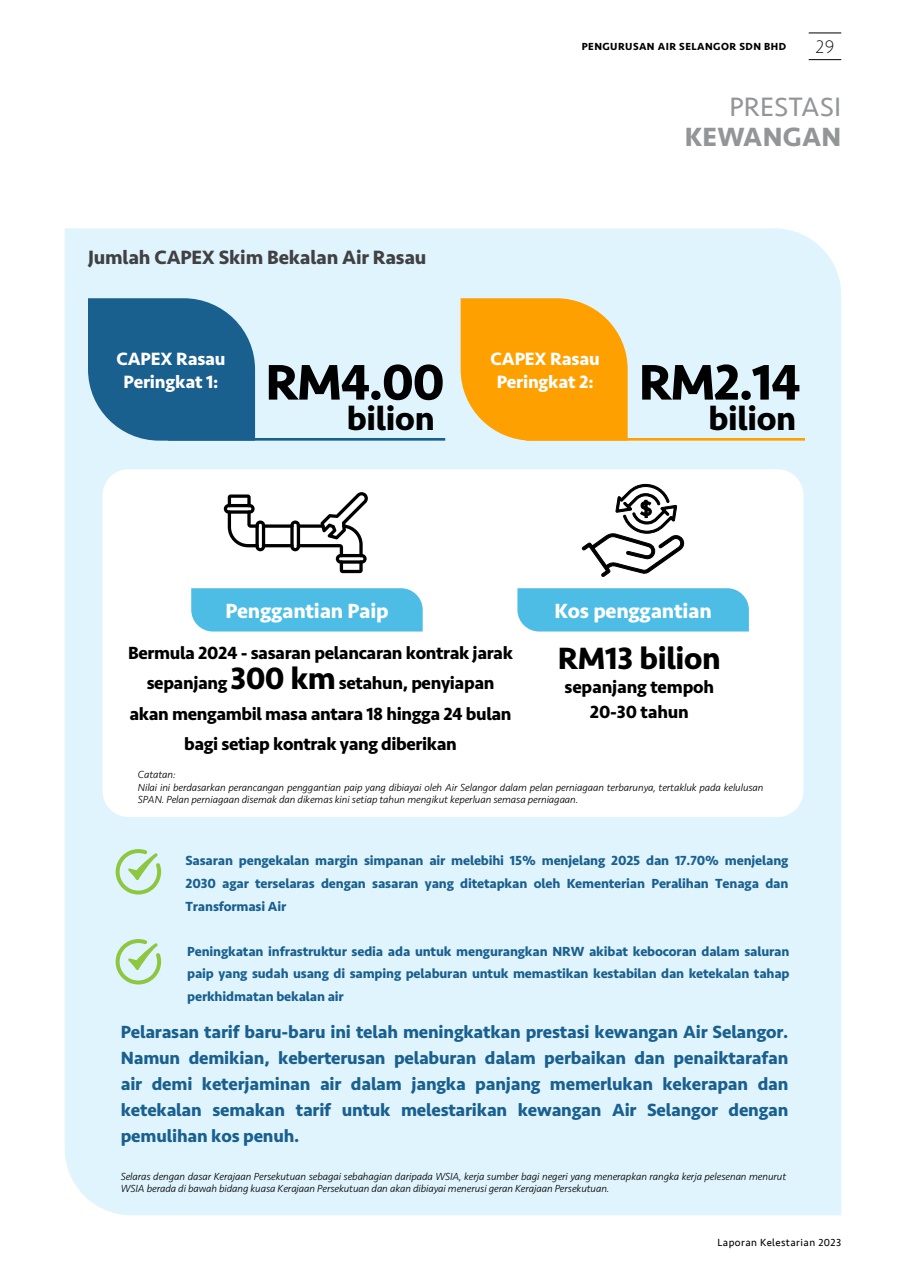 PENGURUSAN AIR SELANGOR SDN BHD
29
PRESTASI
KEWANGAN
Jumlah CAPEX Skim Bekalan Air Rasau
CAPEX Rasau
Peringkat 1:
RM4.00
bilion
CAPEX Rasau
Peringkat 2:
RM2.14
bilion
$
Penggantian Paip
Bermula 2024 - sasaran pelancaran kontrak jarak
sepanjang 300 km setahun, penyiapan
akan mengambil masa antara 18 hingga 24 bulan
bagi setiap kontrak yang diberikan
Kos penggantian
RM13 bilion
sepanjang tempoh
20-30 tahun
Catatan:
Nilai ini berdasarkan perancangan penggantian paip yang dibiayai oleh Air Selangor dalam pelan perniagaan terbarunya, tertakluk pada kelulusan
SPAN. Pelan perniagaan disemak dan dikemas kini setiap tahun mengikut keperluan semasa perniagaan.
Sasaran pengekalan margin simpanan air melebihi 15% menjelang 2025 dan 17.70% menjelang
2030 agar terselaras dengan sasaran yang ditetapkan oleh Kementerian Peralihan Tenaga dan
Transformasi Air
Peningkatan infrastruktur sedia ada untuk mengurangkan NRW akibat kebocoran dalam saluran
paip yang sudah usang di samping pelaburan untuk memastikan kestabilan dan ketekalan tahap
perkhidmatan bekalan air
Pelarasan tarif baru-baru ini telah meningkatkan prestasi kewangan Air Selangor.
Namun demikian, keberterusan pelaburan dalam perbaikan dan penaiktarafan
air demi keterjaminan air dalam jangka panjang memerlukan kekerapan dan
ketekalan semakan tarif untuk melestarikan kewangan Air Selangor dengan
pemulihan kos penuh.
Selaras dengan dasar Kerajaan Persekutuan sebagai sebahagian daripada WSIA, kerja sumber bagi negeri yang menerapkan rangka kerja pelesenan menurut
WSIA berada di bawah bidang kuasa Kerajaan Persekutuan dan akan dibiayai menerusi geran Kerajaan Persekutuan.
Laporan Kelestarian 2023